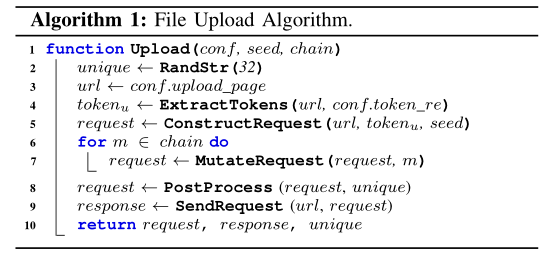 Algorithm 1: File Upload Algorithm.
1 function Upload(conf, seed, chain)
2 unique ← RandStr(32)
3 url ← conf.upload_page
4 tokenᵤ ← ExtractTokens(url, conf.token_re)
5 request ← ConstructRequest(url, tokenᵤ, seed)
6 for m ∈ chain do
7 request ← MutateRequest(request, m)
8 request ← PostProcess (request, unique)
9 response ← SendRequest (url, request)
10 return request, response, unique